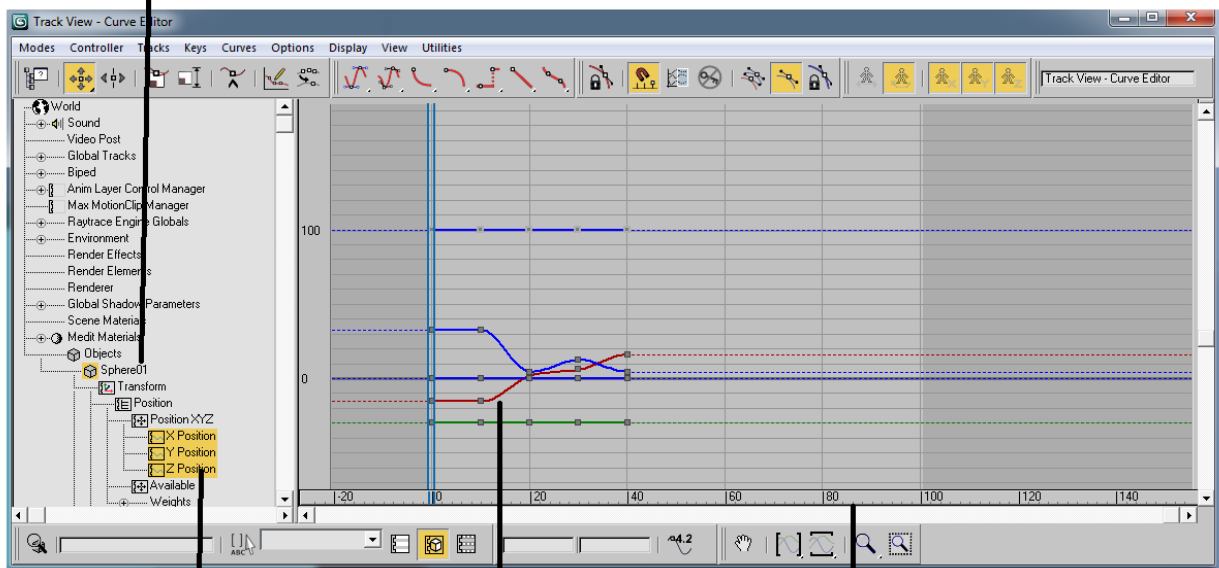 Track View - Curve Editor
Modes Controller Tracks Keys Curves Options Display View Utilities
Track View - Curve Editor
World
Sound
Video Post
Global Tracks
Biped
Anim Layer Control Manager
Max MotionClip Manager
Raytrace Engine Globals
Environment
Render Effects
Render Elements
Renderer
Global Shadow Parameters
Scene Materials
Medit Materials
Objects
Sphere01
Transform
Position
Position XYZ
X Position
Y Position
Z Position
Available
Weights
100
0
-20 0 20 40 60 80 100 120 140
[ ]
ABC
4.2